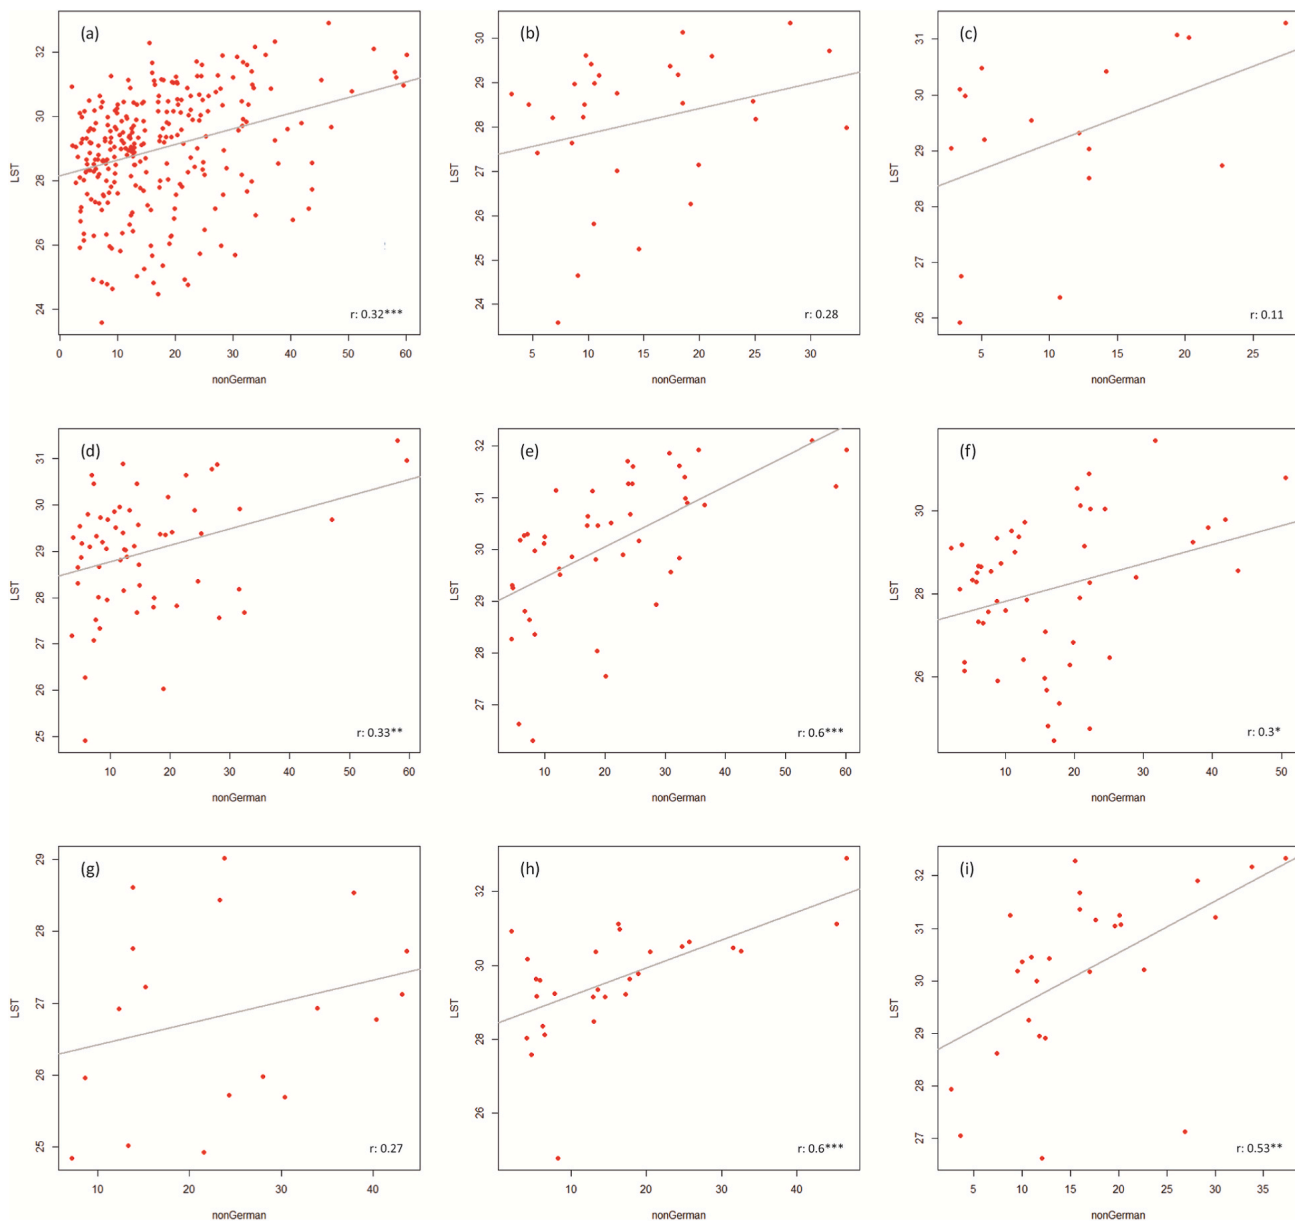 (a)
LST
32
30
28
26
24
0 10 20 30 40 50 60
nonGerman
r: 0.32***
(b)
LST
30
29
28
27
26
25
24
5 10 15 20 25 30
nonGerman
r: 0.28
(c)
LST
31
30
29
28
27
26
5 10 15 20 25
nonGerman
r: 0.11
(d)
LST
31
30
29
28
27
26
25
10 20 30 40 50 60
nonGerman
r: 0.33**
(e)
LST
32
31
30
29
28
27
10 20 30 40 50 60
nonGerman
r: 0.6***
(f)
LST
30
28
26
10 20 30 40 50
nonGerman
r: 0.3*
(g)
LST
29
28
27
26
25
10 20 30 40
nonGerman
r: 0.27
(h)
LST
32
30
28
26
10 20 30 40
nonGerman
r: 0.6***
(i)
LST
32
31
30
29
28
27
5 10 15 20 25 30 35
nonGerman
r: 0.53**